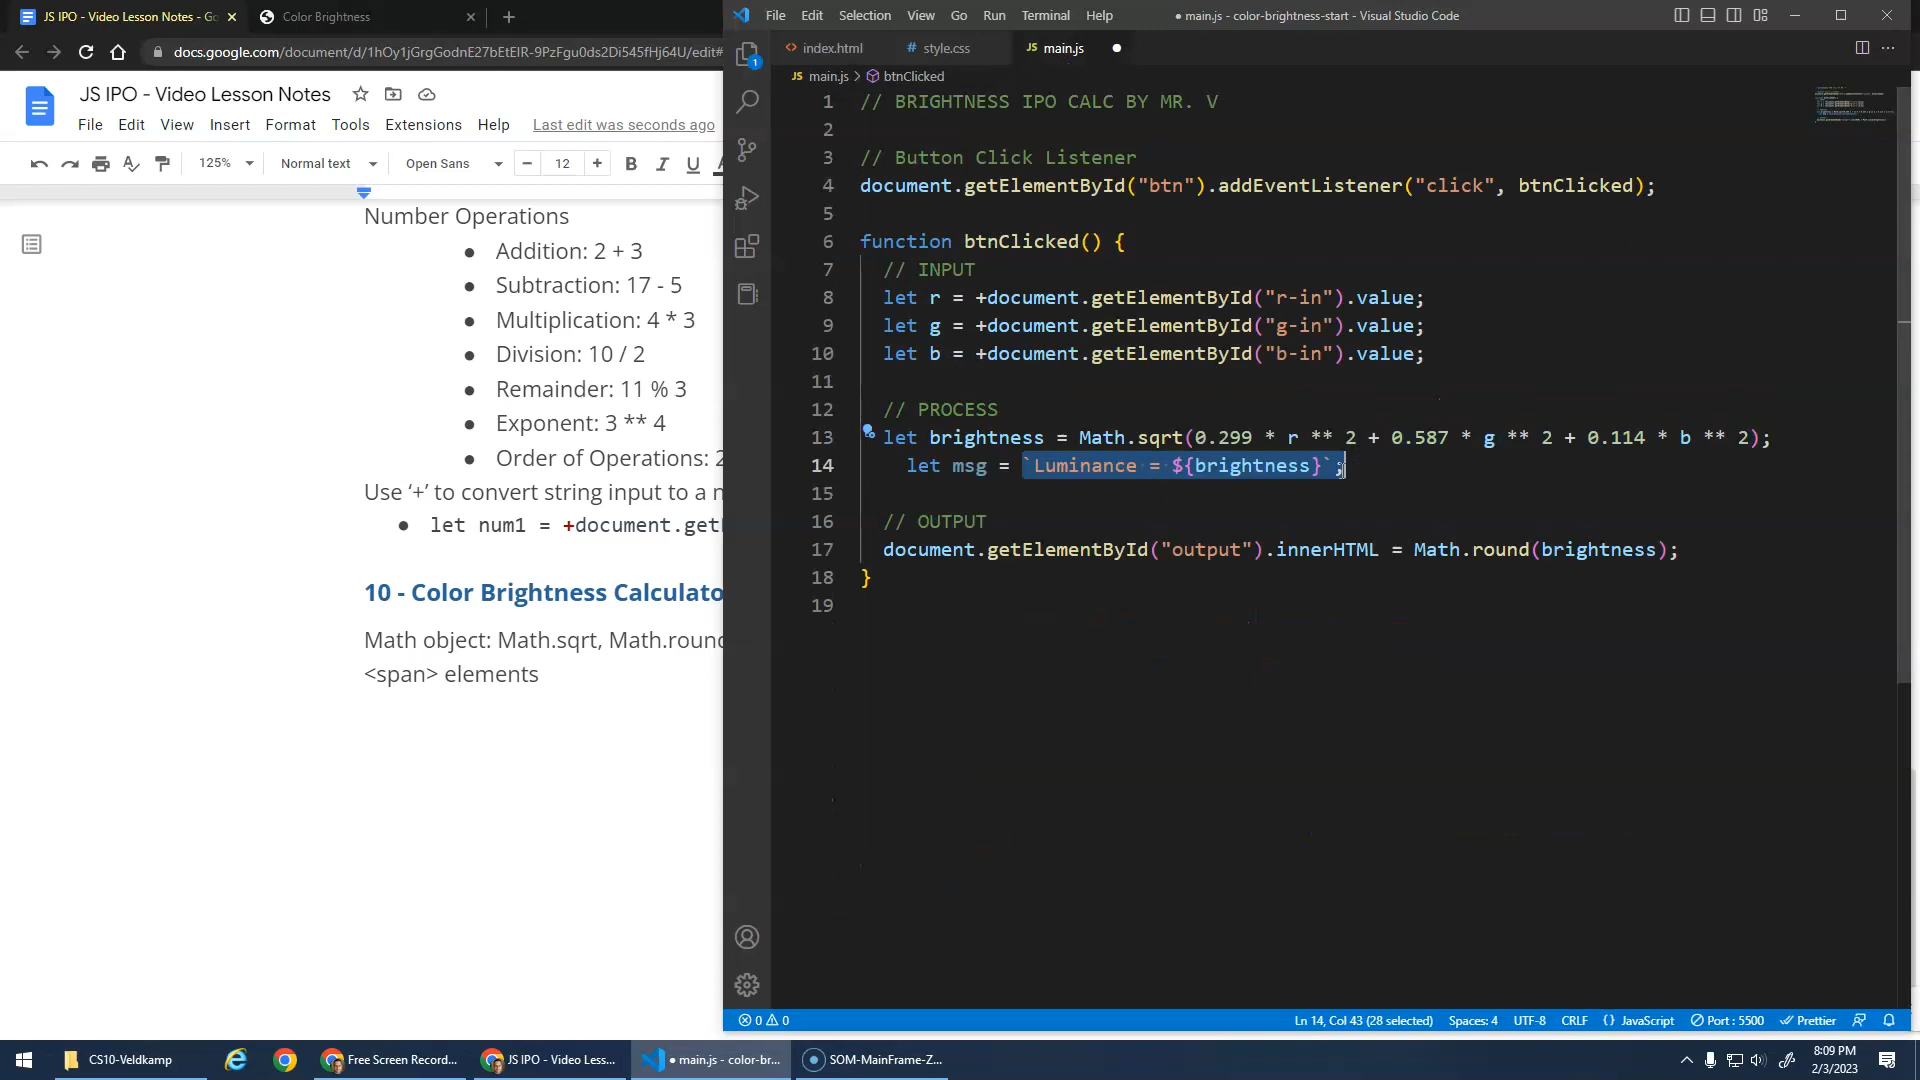 JS IPO - Video Lesson Notes - Go
Color Brightness
docs.google.com/document/d/1hOy1jGrgGodnE27bEtElR-9PzFgu0ds2Di545fHj64U/edit#
JS IPO - Video Lesson Notes
File Edit View Insert Format Tools Extensions Help Last edit was seconds ago
125% Normal text Open Sans 12 B I U A
Number Operations
● Addition: 2 + 3
● Subtraction: 17 - 5
● Multiplication: 4 * 3
● Division: 10 / 2
● Remainder: 11 % 3
● Exponent: 3 ** 4
● Order of Operations: 2
Use ‘+’ to convert string input to a n
● let num1 = +document.get
10 - Color Brightness Calculato
Math object: Math.sqrt, Math.round
<span> elements
File Edit Selection View Go Run Terminal Help ● main.js - color-brightness-start - Visual Studio Code
index.html # style.css JS main.js ●
JS main.js > btnClicked
1 // BRIGHTNESS IPO CALC BY MR. V
2
3 // Button Click Listener
4 document.getElementById("btn").addEventListener("click", btnClicked);
5
6 function btnClicked() {
7 // INPUT
8 let r = +document.getElementById("r-in").value;
9 let g = +document.getElementById("g-in").value;
10 let b = +document.getElementById("b-in").value;
11
12 // PROCESS
13 let brightness = Math.sqrt(0.299 * r ** 2 + 0.587 * g ** 2 + 0.114 * b ** 2);
14 let msg = `Luminance = ${brightness}`;
15
16 // OUTPUT
17 document.getElementById("output").innerHTML = Math.round(brightness);
18 }
19
0 0 Ln 14, Col 43 (28 selected) Spaces: 4 UTF-8 CRLF {} JavaScript Port : 5500 Prettier
CS10-Veldkamp Free Screen Record... JS IPO - Video Less... ● main.js - color-br... SOM-MainFrame-Z... 8:09 PM
2/3/2023